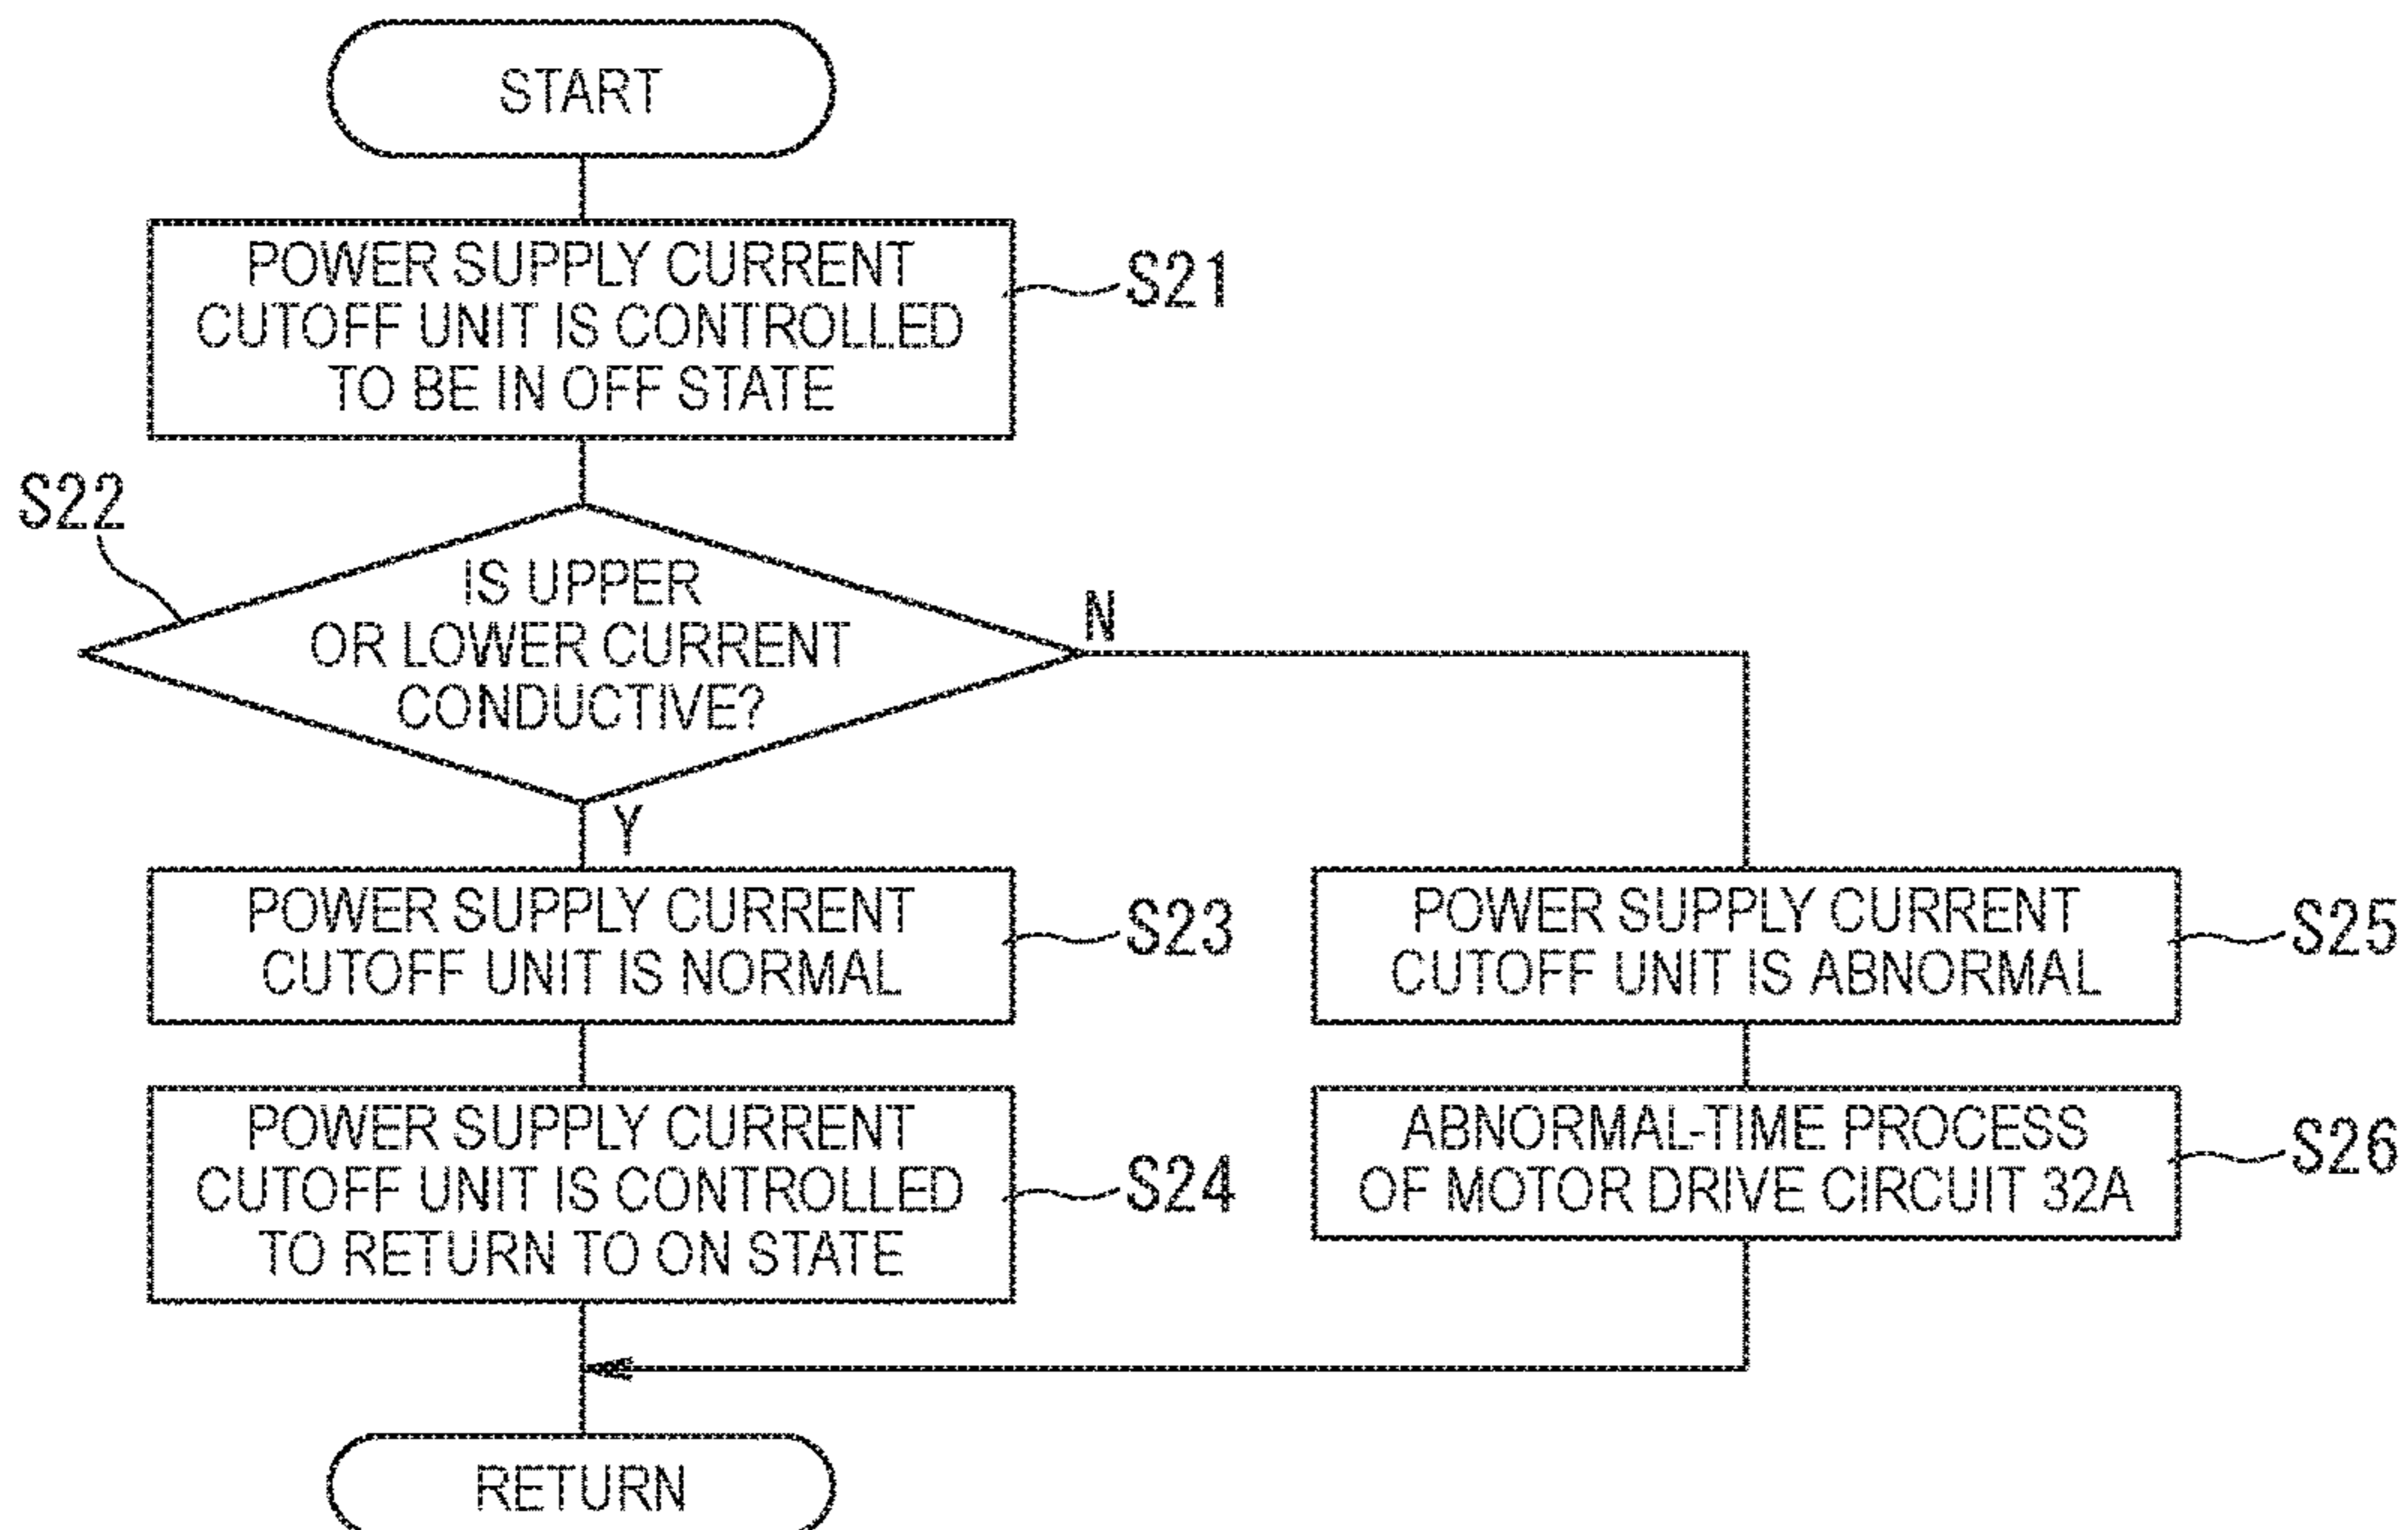 START
POWER SUPPLY CURRENT
CUTOFF UNIT IS CONTROLLED
TO BE IN OFF STATE
S21
S22
IS UPPER
OR LOWER CURRENT
CONDUCTIVE?
N
Y
POWER SUPPLY CURRENT
CUTOFF UNIT IS NORMAL
S23
POWER SUPPLY CURRENT
CUTOFF UNIT IS ABNORMAL
S25
POWER SUPPLY CURRENT
CUTOFF UNIT IS CONTROLLED
TO RETURN TO ON STATE
S24
ABNORMAL-TIME PROCESS
OF MOTOR DRIVE CIRCUIT 32A
S26
RETURN